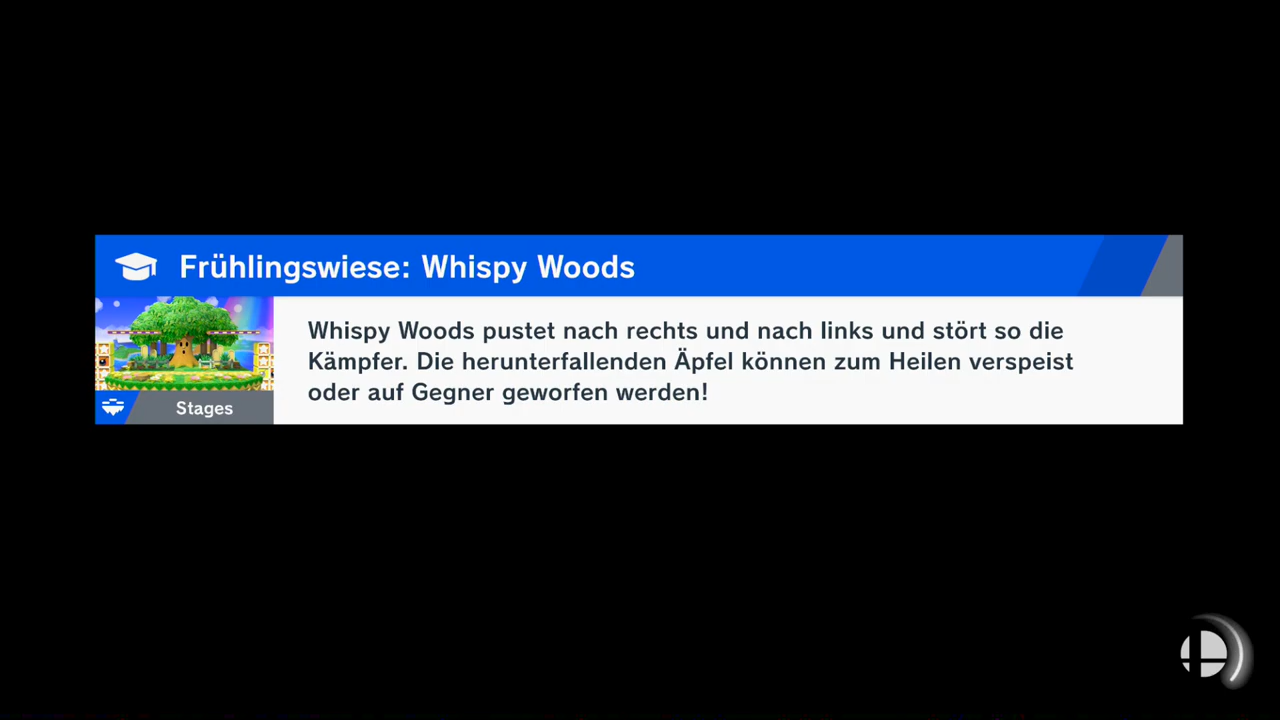 Frühlingswiese: Whispy Woods
Whispy Woods pustet nach rechts und nach links und stört so die
Kämpfer. Die herunterfallenden Äpfel können zum Heilen verspeist
oder auf Gegner geworfen werden!
Stages